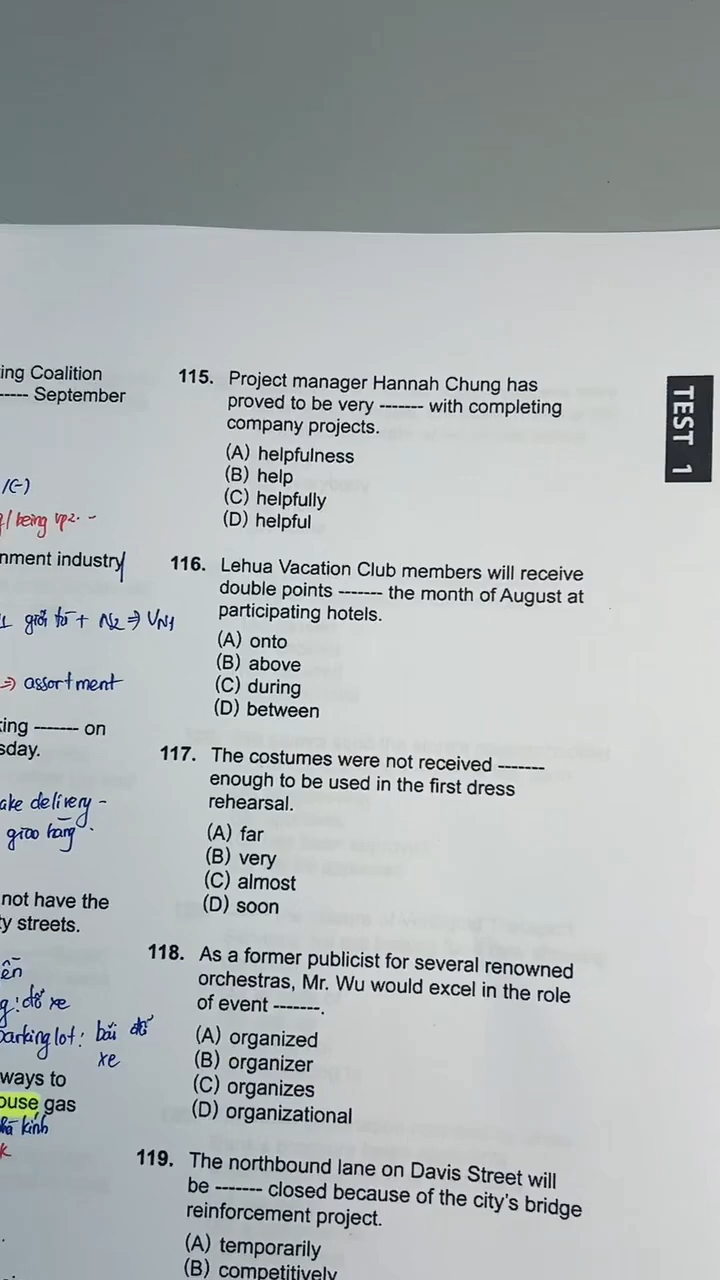 ing Coalition
------ September
/(-)
/ being Vp2. -
nment industry
giới từ + N2 ⇒ VN1
⇒ assortment
king ------- on
sday.
ake delivery -
giao hàng.
not have the
ty streets.
đỗ xe
parking lot: bãi đỗ
xe
ways to
ouse gas
kính
TEST 1
115. Project manager Hannah Chung has
proved to be very ------- with completing
company projects.
(A) helpfulness
(B) help
(C) helpfully
(D) helpful
116. Lehua Vacation Club members will receive
double points ------- the month of August at
participating hotels.
(A) onto
(B) above
(C) during
(D) between
117. The costumes were not received -------
enough to be used in the first dress
rehearsal.
(A) far
(B) very
(C) almost
(D) soon
118. As a former publicist for several renowned
orchestras, Mr. Wu would excel in the role
of event -------.
(A) organized
(B) organizer
(C) organizes
(D) organizational
119. The northbound lane on Davis Street will
be ------- closed because of the city's bridge
reinforcement project.
(A) temporarily
(B) competitively